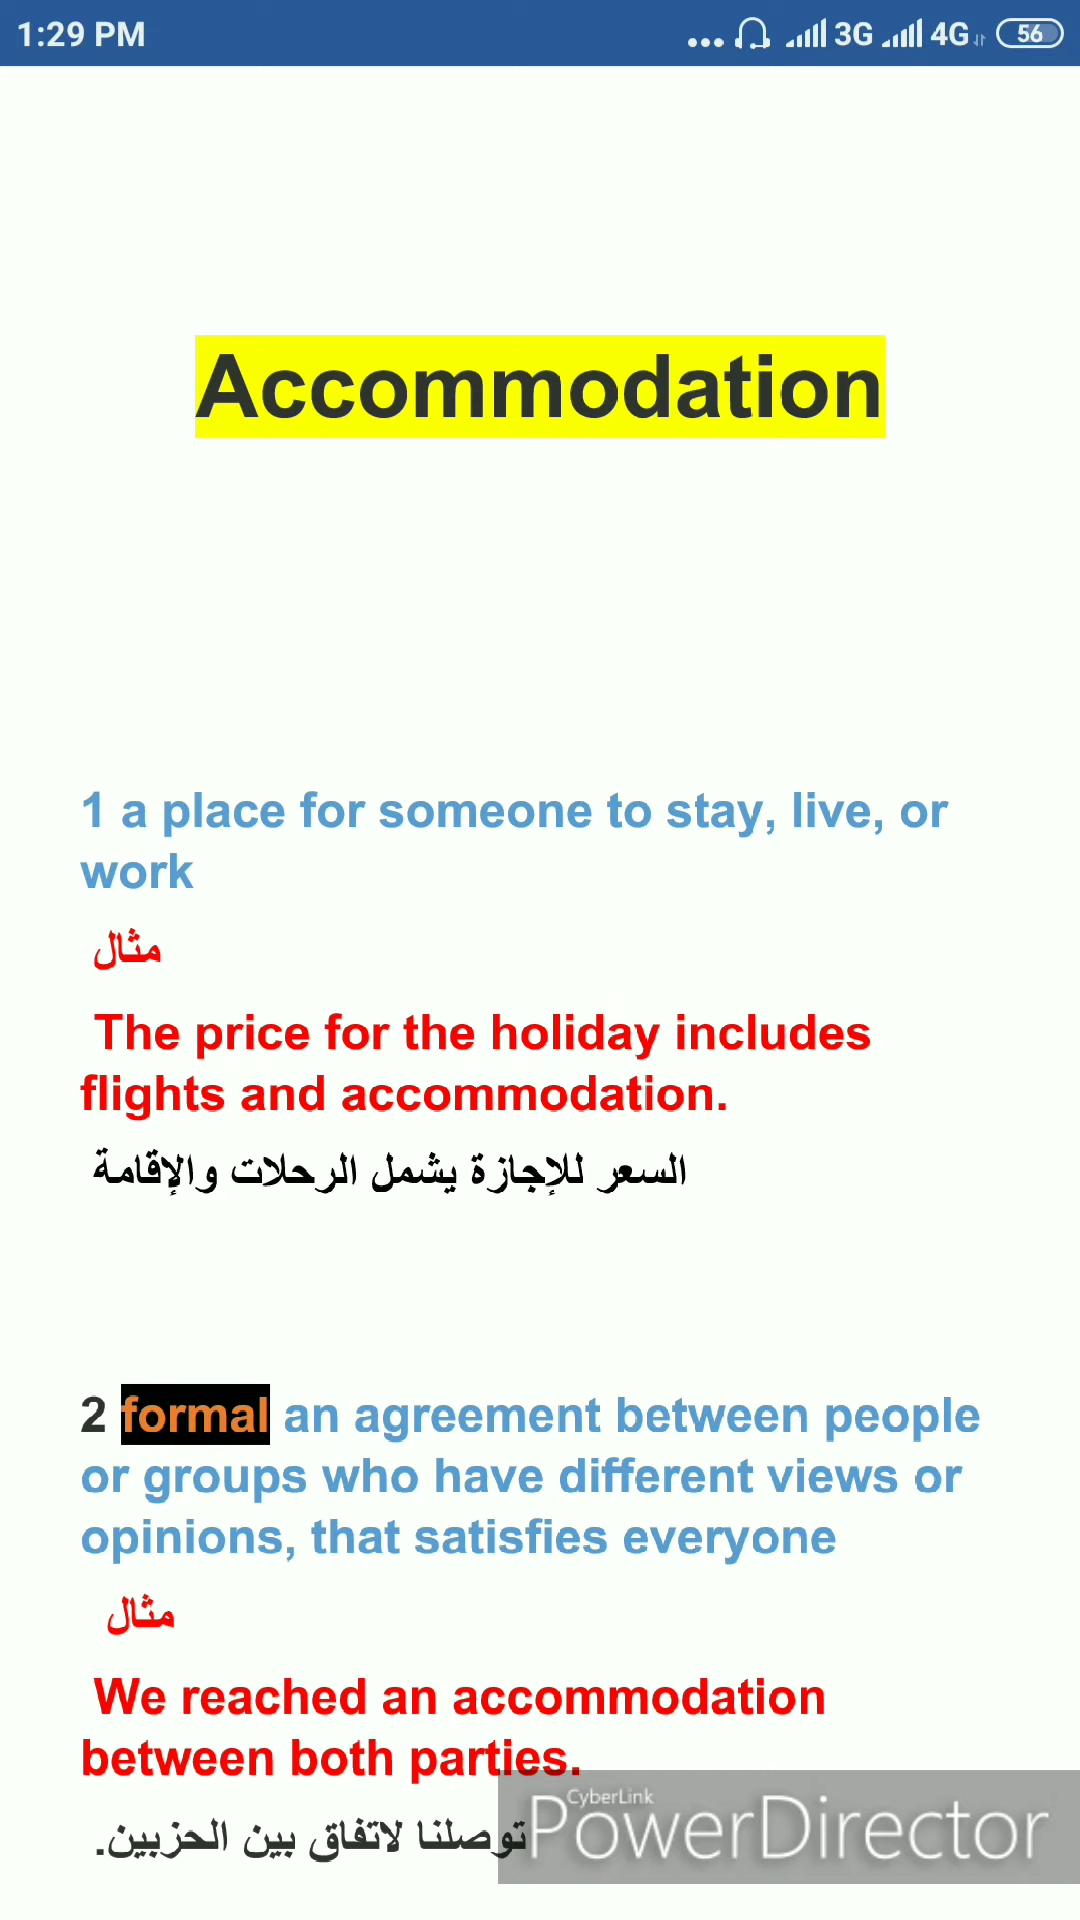 1:29 PM
... 3G 4G 56
Accommodation
1 a place for someone to stay, live, or
work
مثال
The price for the holiday includes
flights and accommodation.
السعر للإجازة يشمل الرحلات والإقامة
2 formal an agreement between people
or groups who have different views or
opinions, that satisfies everyone
مثال
We reached an accommodation
between both parties.
توصلنا لاتفاق بين الحزبين.
CyberLink
PowerDirector